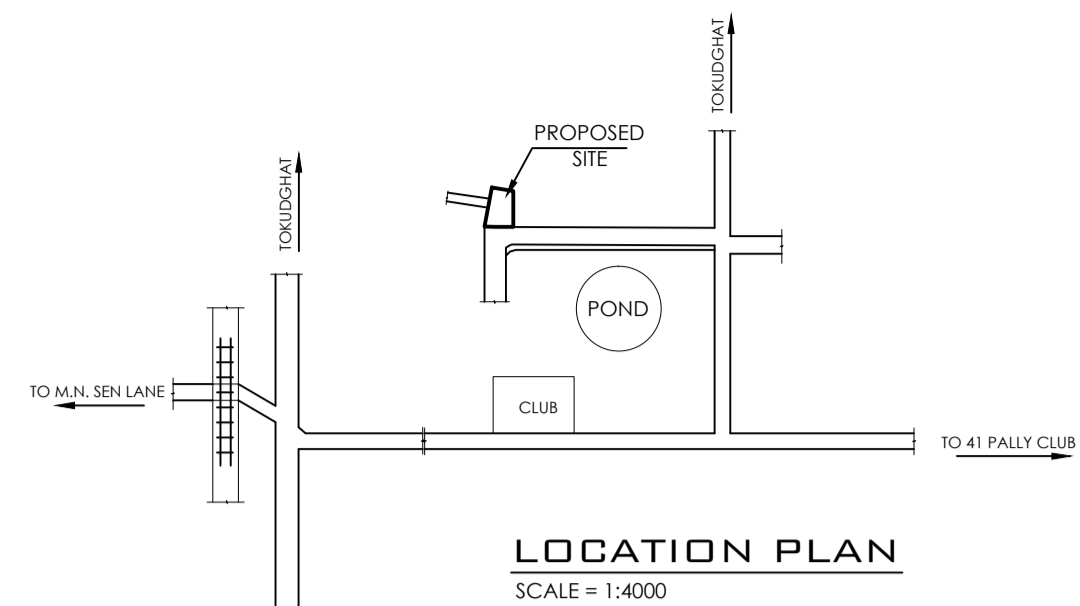 TOKUDGHAT
PROPOSED
SITE
TOKUDGHAT
POND
TO M.N. SEN LANE
CLUB
TO 41 PALLY CLUB
LOCATION PLAN
SCALE = 1:4000